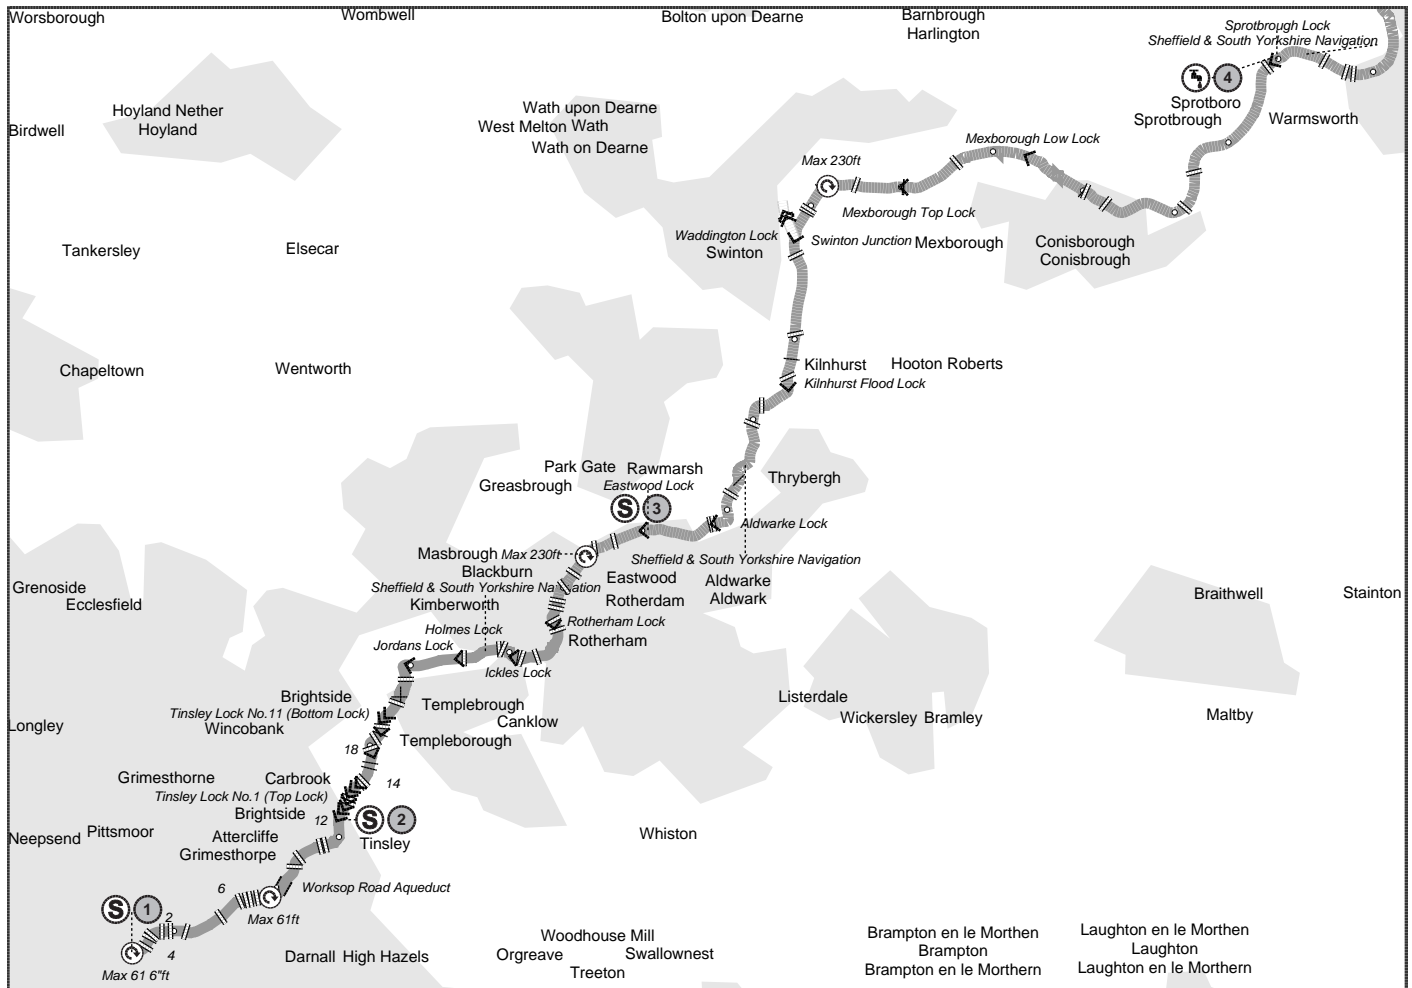 Worsborough
Wombwell
Bolton upon Dearne
Barnbrough
Harlington
Sprotbrough Lock
Sheffield & South Yorkshire Navigation
4
Sprotboro
Sprotbrough
Warmsworth
Hoyland Nether
Hoyland
Birdwell
Wath upon Dearne
West Melton Wath
Wath on Dearne
Mexborough Low Lock
Max 230ft
Mexborough Top Lock
Waddington Lock
Swinton Junction
Mexborough
Swinton
Conisborough
Conisbrough
Tankersley
Elsecar
Chapeltown
Wentworth
Kilnhurst
Hooton Roberts
Kilnhurst Flood Lock
Park Gate
Rawmarsh
Greasbrough
Eastwood Lock
Thrybergh
S
3
Aldwarke Lock
Masbrough
Max 230ft
Sheffield & South Yorkshire Navigation
Blackburn
Eastwood
Aldwarke
Sheffield & South Yorkshire Navigation
Aldwark
Kimberworth
Rotherdam
Grenoside
Ecclesfield
Braithwell
Stainton
Holmes Lock
Rotherham Lock
Jordans Lock
Rotherham
Ickles Lock
Brightside
Templebrough
Listerdale
Tinsley Lock No.11 (Bottom Lock)
Canklow
Wickersley
Bramley
Maltby
Longley
Wincobank
Templeborough
18
Grimesthorne
Carbrook
14
Tinsley Lock No.1 (Top Lock)
Brightside
12
S
2
Neepsend
Pittsmoor
Attercliffe
Tinsley
Whiston
Grimesthorpe
6
Worksop Road Aqueduct
S
1
2
Max 61ft
4
Darnall
High Hazels
Max 61 6"ft
Woodhouse Mill
Orgreave
Swallownest
Treeton
Brampton en le Morthen
Brampton
Brampton en le Morthern
Laughton en le Morthen
Laughton
Laughton en le Morthern